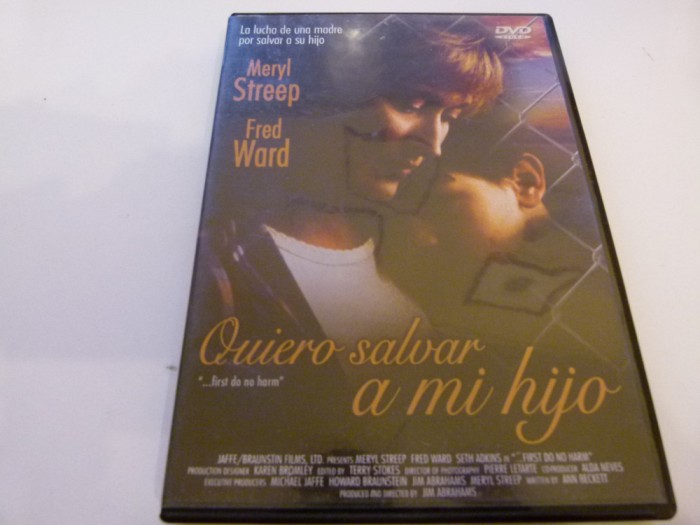 La lucha de una madre
por salvar a su hijo
DVD
Meryl
Streep
Fred
Ward
Quiero salvar
a mi hijo
"...first do no harm"
JAFFE/BRAUNSTEIN FILMS, LTD. PRESENTS MERYL STREEP FRED WARD SETH ADKINS IN "...FIRST DO NO HARM"
PRODUCTION DESIGNER KAREN BROMLEY EDITED BY TERRY STOKES DIRECTOR OF PHOTOGRAPHY PIERRE LETARTE CO-PRODUCER ALDA NEVES
EXECUTIVE PRODUCERS MICHAEL JAFFE HOWARD BRAUNSTEIN JIM ABRAHAMS MERYL STREEP WRITTEN BY ANN BECKETT
PRODUCED AND DIRECTED BY JIM ABRAHAMS